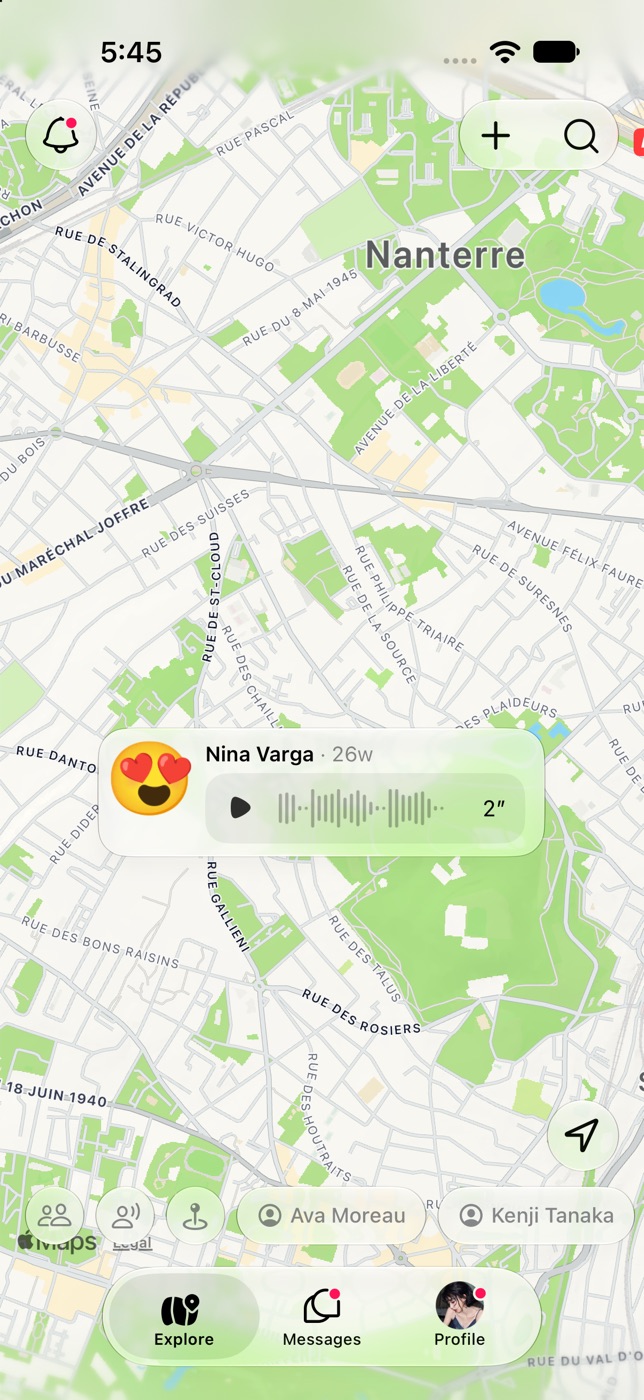 5:45
AVENUE DE LA RÉPUB
RUE PASCAL
CHON
RUE VICTOR HUGO
Nanterre
RUE DE STALINGRAD
RUE DU 8 MAI 1945
RI BARBUSSE
AVENUE DE LA LIBERTÉ
DU BOIS
DU MARÉCHAL JOFFRE
RUE DES SUISSES
AVENUE FÉLIX FAURE
RUE DE SURESNES
RUE PHILIPPE TRIAIRE
RUE DE LA SOURCE
RUE DE ST-CLOUD
RUE DES CHAILL
DES PLAIDEURS
RUE DANTO
Nina Varga · 26w
2″
RUE DIDER
RUE GALLIENI
RUE DES BONS RAISINS
RUE DES TALUS
RUE DES ROSIERS
18 JUIN 1940
RUE DES HOUTRAITS
Ava Moreau
Kenji Tanaka
Maps
Legal
Explore
Messages
Profile
RUE DU VAL D'O